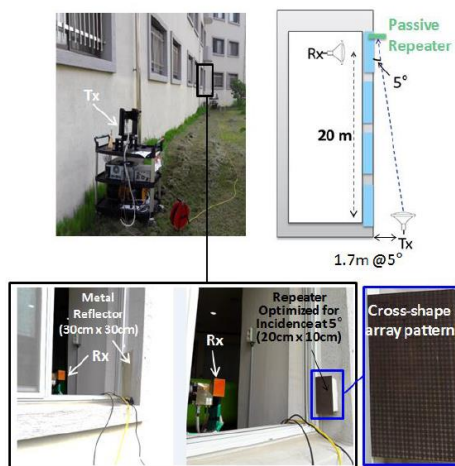 Tx
Passive
Repeater
Rx
5°
20 m
Tx
1.7m @5°
Metal
Reflector
(30cm x 30cm)
Rx
Repeater
Optimized for
Incidence at 5°
(20cm x 10cm)
Rx
Cross-shape
array pattern